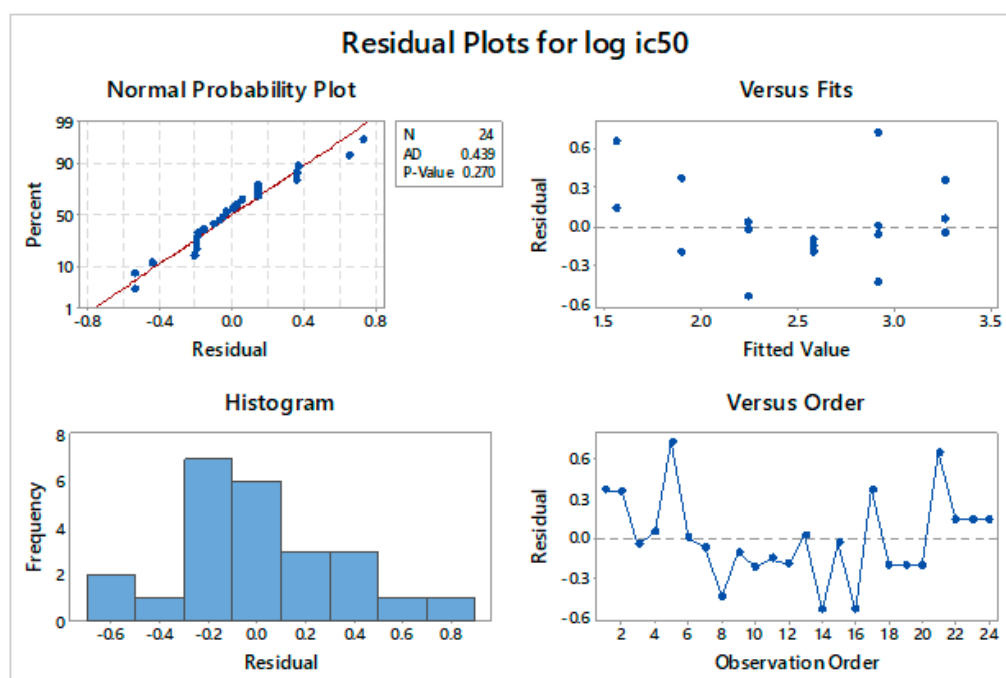 Residual Plots for log ic50
Normal Probability Plot
99
90
50
10
1
Percent
-0.8 -0.4 0.0 0.4 0.8
Residual
N 24
AD 0.439
P-Value 0.270
Versus Fits
0.6
0.3
0.0
-0.3
-0.6
Residual
1.5 2.0 2.5 3.0 3.5
Fitted Value
Histogram
8
6
4
2
0
Frequency
-0.6 -0.4 -0.2 0.0 0.2 0.4 0.6 0.8
Residual
Versus Order
0.6
0.3
0.0
-0.3
-0.6
Residual
2 4 6 8 10 12 14 16 18 20 22 24
Observation Order